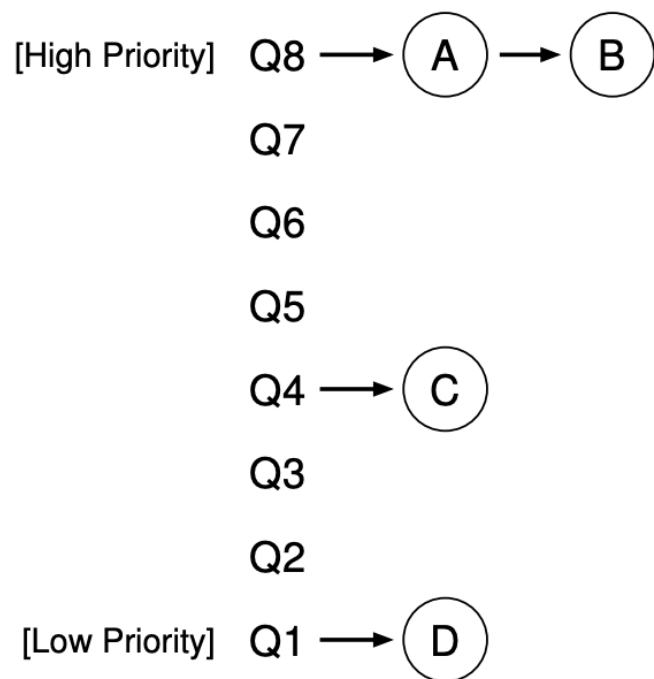 [High Priority] Q8 A B
Q7
Q6
Q5
Q4 C
Q3
Q2
[Low Priority] Q1 D